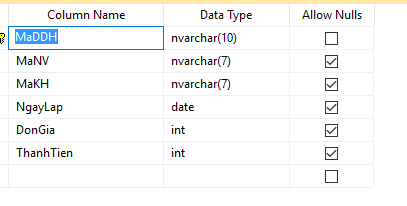 Column Name Data Type Allow Nulls
MaDDH nvarchar(10)
MaNV nvarchar(7)
MaKH nvarchar(7)
NgayLap date
DonGia int
ThanhTien int